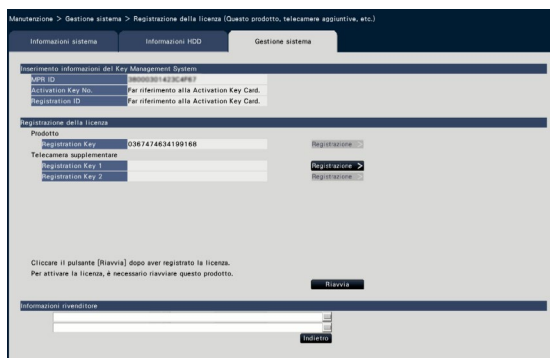 Manutenzione > Gestione sistema > Registrazione della licenza (Questo prodotto, telecamere aggiuntive, etc.)
Informazioni sistema Informazioni HDD Gestione sistema
Inserimento informazioni del Key Management System
MPR ID
Activation Key No. Far riferimento alla Activation Key Card.
Registration ID Far riferimento alla Activation Key Card.
Registrazione della licenza
Prodotto
Registration Key 0367474634199168 Registrazione >
Telecamera supplementare
Registration Key 1 Registrazione >
Registration Key 2 Registrazione >
Cliccare il pulsante [Riavvia] dopo aver registrato la licenza.
Per attivare la licenza, è necessario riavviare questo prodotto.
Riavvia
Informazioni rivenditore
Indietro